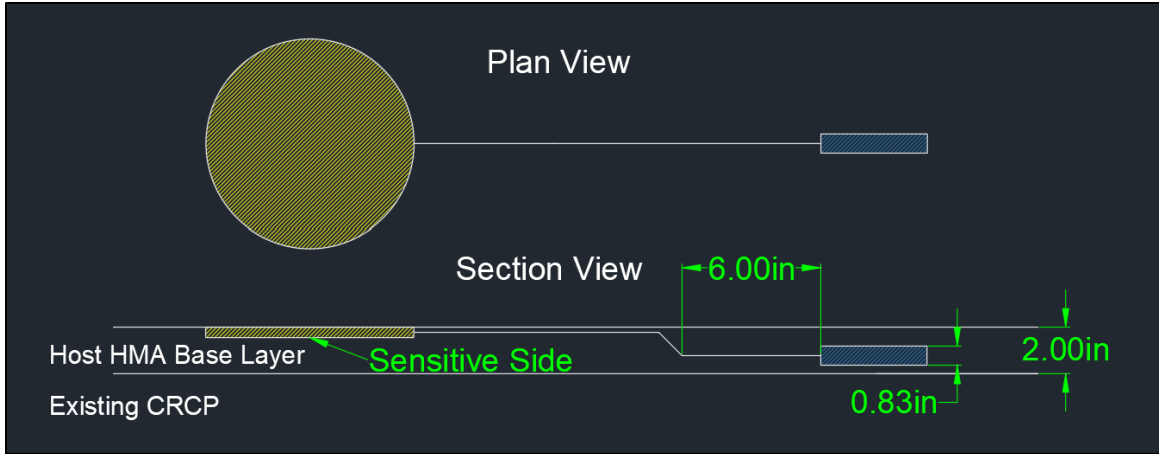 Plan View
Section View
6.00in
Host HMA Base Layer
Sensitive Side
2.00in
0.83in
Existing CRCP